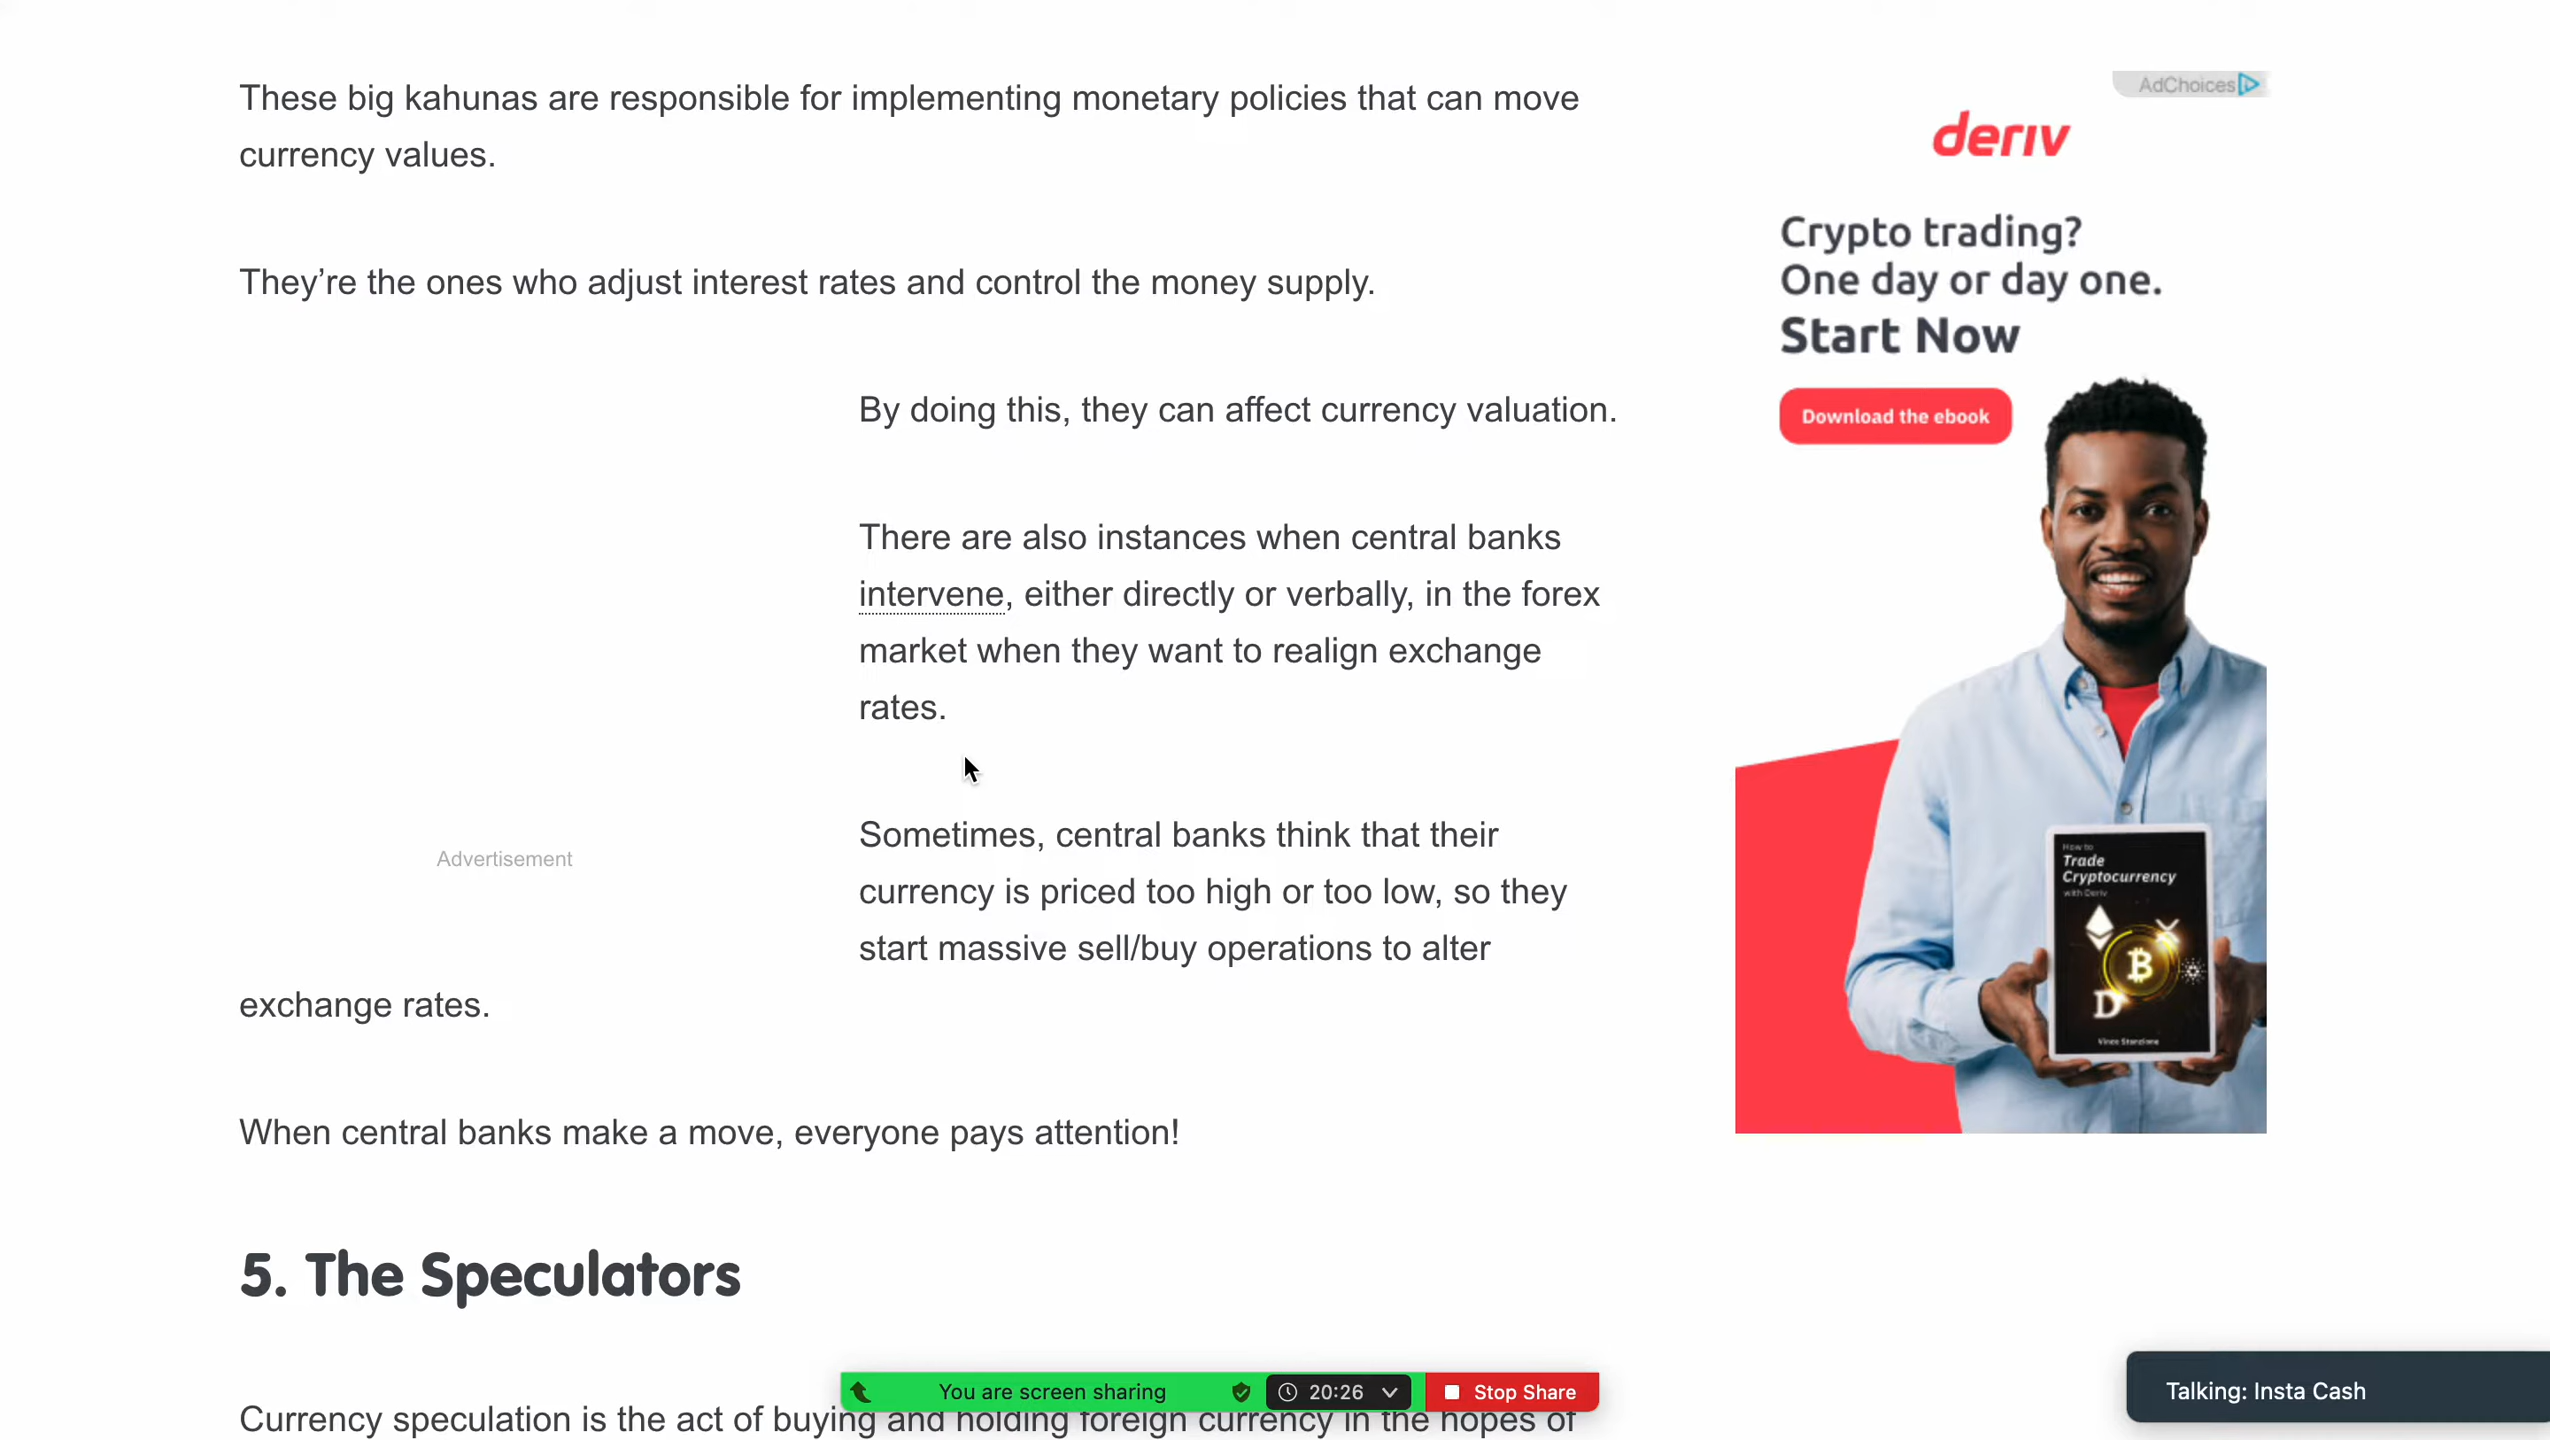 These big kahunas are responsible for implementing monetary policies that can move
currency values.
They’re the ones who adjust interest rates and control the money supply.
By doing this, they can affect currency valuation.
There are also instances when central banks
intervene, either directly or verbally, in the forex
market when they want to realign exchange
rates.
Advertisement
Sometimes, central banks think that their
currency is priced too high or too low, so they
start massive sell/buy operations to alter
exchange rates.
When central banks make a move, everyone pays attention!
5. The Speculators
Currency speculation is the act of buying and holding foreign currency in the hopes of
AdChoices
deriv
Crypto trading?
One day or day one.
Start Now
Download the ebook
How to
Trade
Cryptocurrency
with Deriv
Vince Stanzione
You are screen sharing
20:26
Stop Share
Talking: Insta Cash